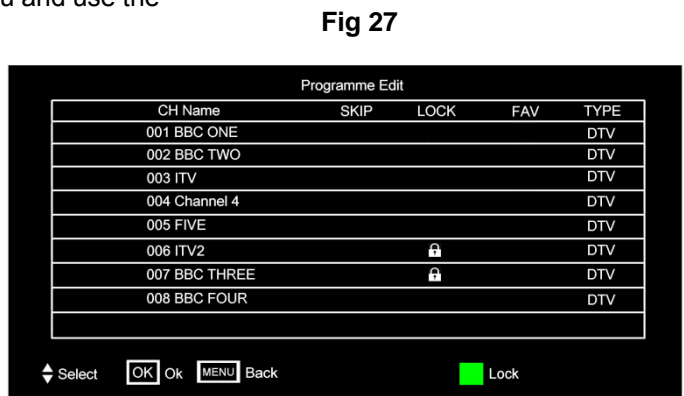 u and use the
Fig 27
Programme Edit
CH Name SKIP LOCK FAV TYPE
001 BBC ONE DTV
002 BBC TWO DTV
003 ITV DTV
004 Channel 4 DTV
005 FIVE DTV
006 ITV2 DTV
007 BBC THREE DTV
008 BBC FOUR DTV
Select OK Ok MENU Back Lock